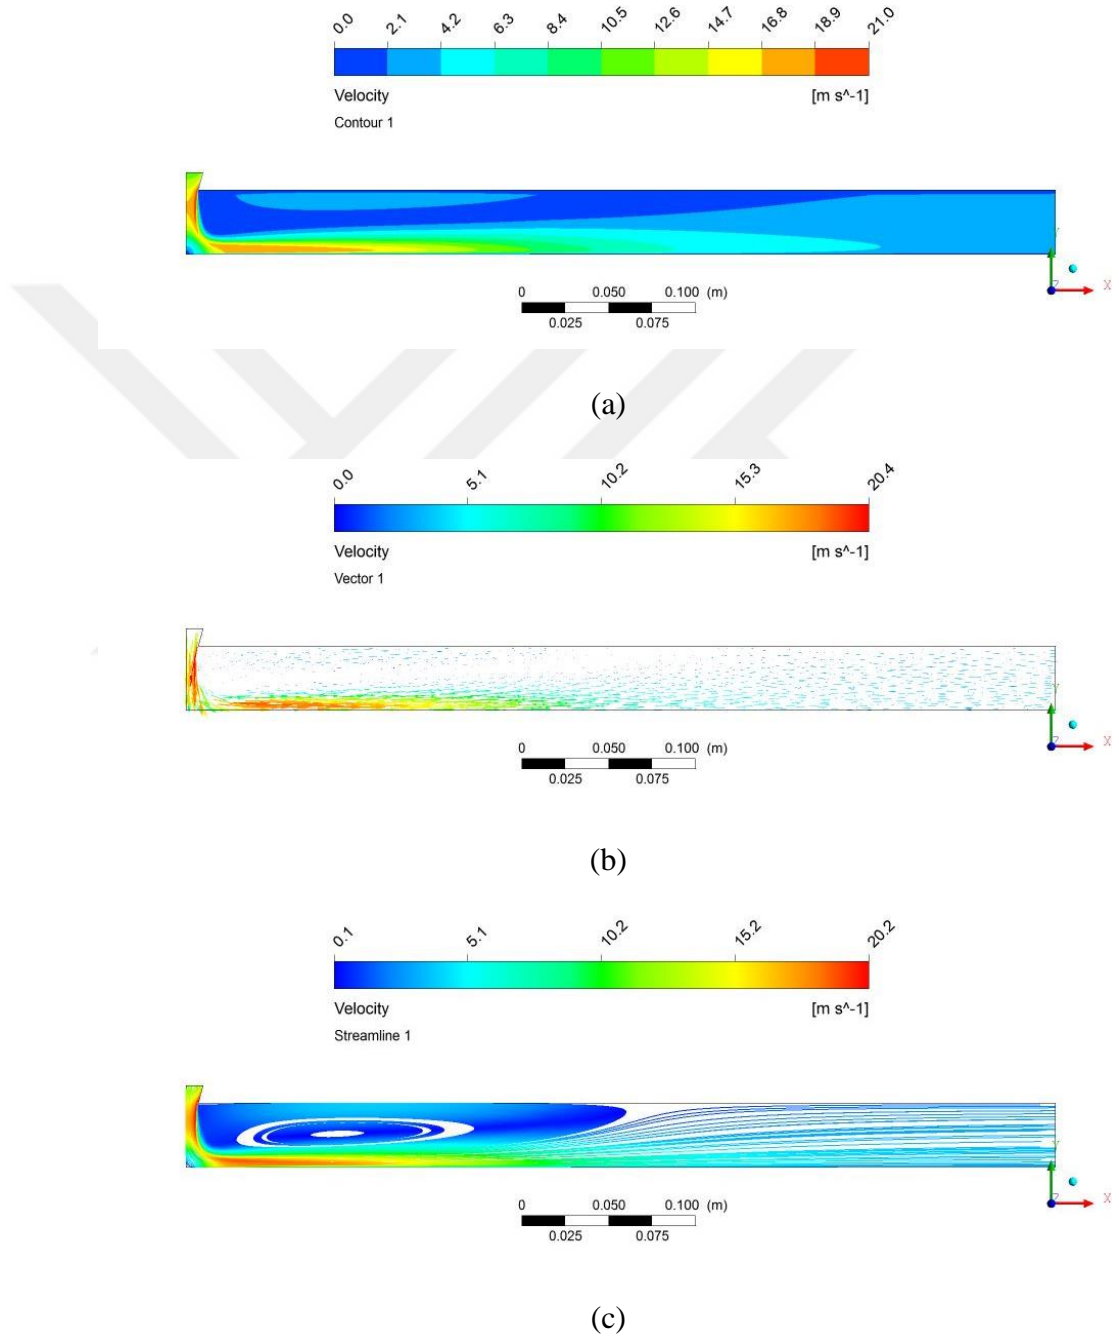 0.0 2.1 4.2 6.3 8.4 10.5 12.6 14.7 16.8 18.9 21.0
Velocity [m s^-1]
Contour 1
Y
Z X
0 0.050 0.100 (m)
0.025 0.075
(a)
0.0 5.1 10.2 15.3 20.4
Velocity [m s^-1]
Vector 1
Y
Z X
0 0.050 0.100 (m)
0.025 0.075
(b)
0.1 5.1 10.2 15.2 20.2
Velocity [m s^-1]
Streamline 1
Y
Z X
0 0.050 0.100 (m)
0.025 0.075
(c)